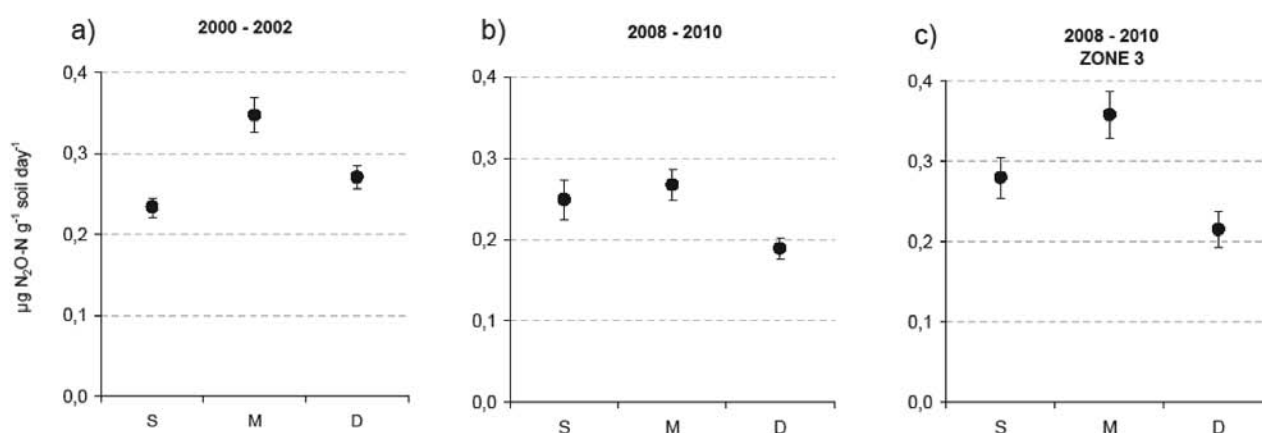 a)
2000 - 2002
0,4
0,3
0,2
0,1
0,0
µg N₂O-N g⁻¹ soil day⁻¹
S M D
b)
2008 - 2010
0,4
0,3
0,2
0,1
0,0
S M D
c)
2008 - 2010
ZONE 3
0,4
0,3
0,2
0,1
0,0
S M D